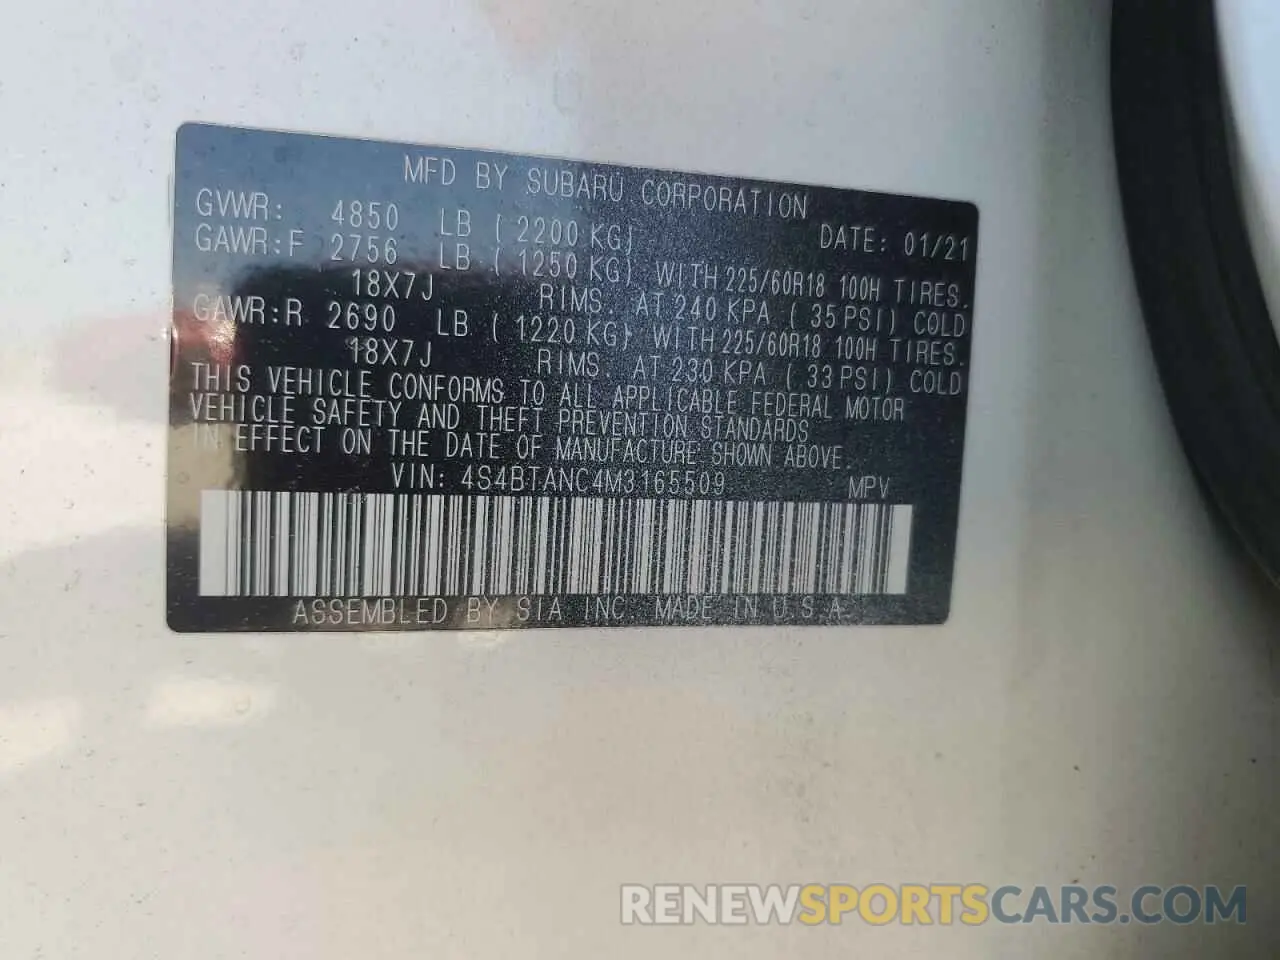 MFD BY SUBARU CORPORATION
GVWR: 4850 LB (2200 KG) DATE: 01/21
GAWR:F 2756 LB (1250 KG) WITH 225/60R18 100H TIRES.
18X7J RIMS. AT 240 KPA (35 PSI) COLD
GAWR:R 2690 LB (1220 KG) WITH 225/60R18 100H TIRES.
18X7J RIMS. AT 230 KPA (33 PSI) COLD
THIS VEHICLE CONFORMS TO ALL APPLICABLE FEDERAL MOTOR
VEHICLE SAFETY AND THEFT PREVENTION STANDARDS
IN EFFECT ON THE DATE OF MANUFACTURE SHOWN ABOVE.
VIN: 4S4BTANC4M3165509 MPV
ASSEMBLED BY SIA INC. MADE IN U.S.A.
RENEWSPORTSCARS.COM